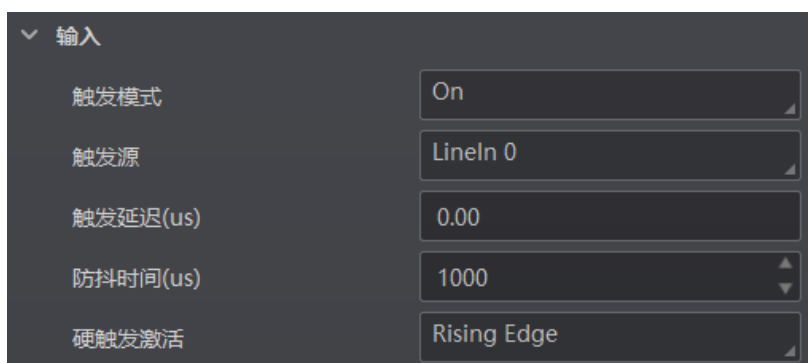 输入
触发模式 On
触发源 LineIn 0
触发延迟(us) 0.00
防抖时间(us) 1000
硬触发激活 Rising Edge